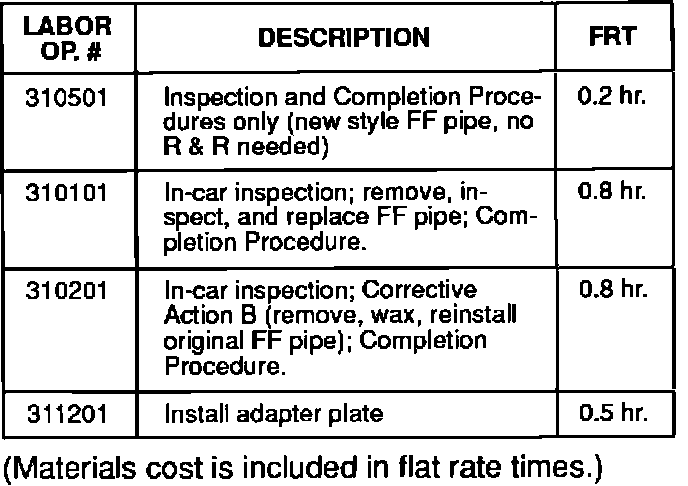 LABOR OP. # DESCRIPTION FRT
310501 Inspection and Completion Proce- 0.2 hr.
dures only (new style FF pipe, no
R & R needed)
310101 In-car inspection; remove, in- 0.8 hr.
spect, and replace FF pipe; Com-
pletion Procedure.
310201 In-car inspection; Corrective 0.8 hr.
Action B (remove, wax, reinstall
original FF pipe); Completion
Procedure.
311201 Install adapter plate 0.5 hr.
(Materials cost is included in flat rate times.)